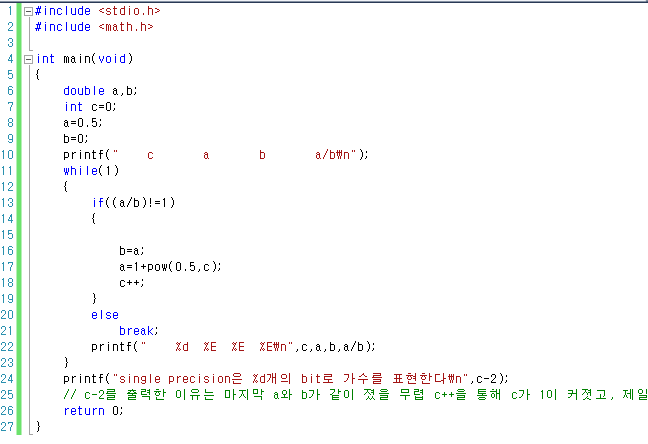 1 #include <stdio.h>
2 #include <math.h>
3
4 int main(void)
5 {
6 double a,b;
7 int c=0;
8 a=0.5;
9 b=0;
10 printf("    c       a       b       a/b₩n");
11 while(1)
12 {
13 if((a/b)!=1)
14 {
15
16 b=a;
17 a=1+pow(0.5,c);
18 c++;
19 }
20 else
21 break;
22 printf("    %d  %E  %E  %E₩n",c,a,b,a/b);
23 }
24 printf("single precision은 %d개의 bit로 가수를 표현한다₩n",c-2);
25 // c-2를 출력한 이유는 마지막 a와 b가 같이 졌을 무렵 c++을 통해 c가 1이 커졋고, 제일
26 return 0;
27 }